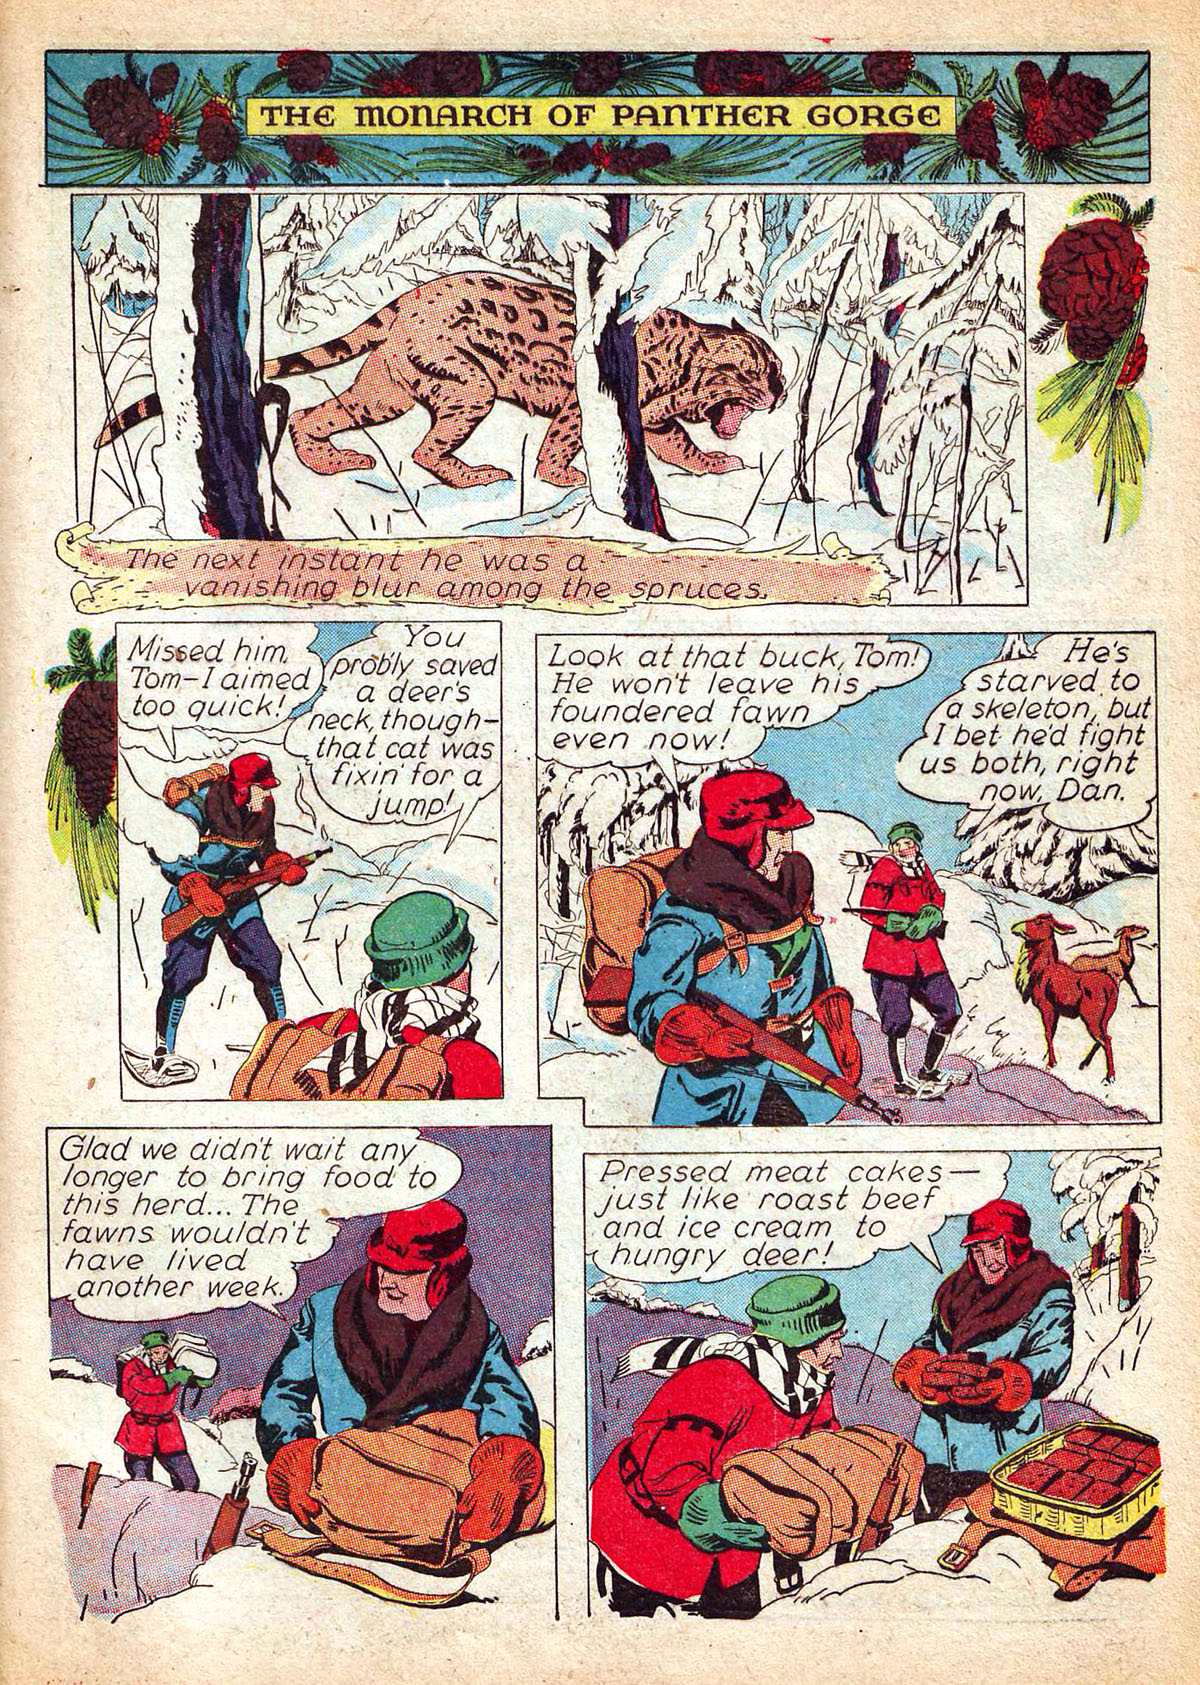 THE MONARCH OF PANTHER GORGE
The next instant he was a
vanishing blur among the spruces.
Missed him,
Tom—I aimed
too quick!
You
prob'ly saved
a deer's
neck, though—
that cat was
fixin' for a
jump!
Look at that buck, Tom!
He won't leave his
foundered fawn
even now!
He's
starved to
a skeleton, but
I bet he'd fight
us both, right
now, Dan.
Glad we didn't wait any
longer to bring food to
this herd... The
fawns wouldn't
have lived
another week.
Pressed meat cakes—
just like roast beef
and ice cream to
hungry deer!